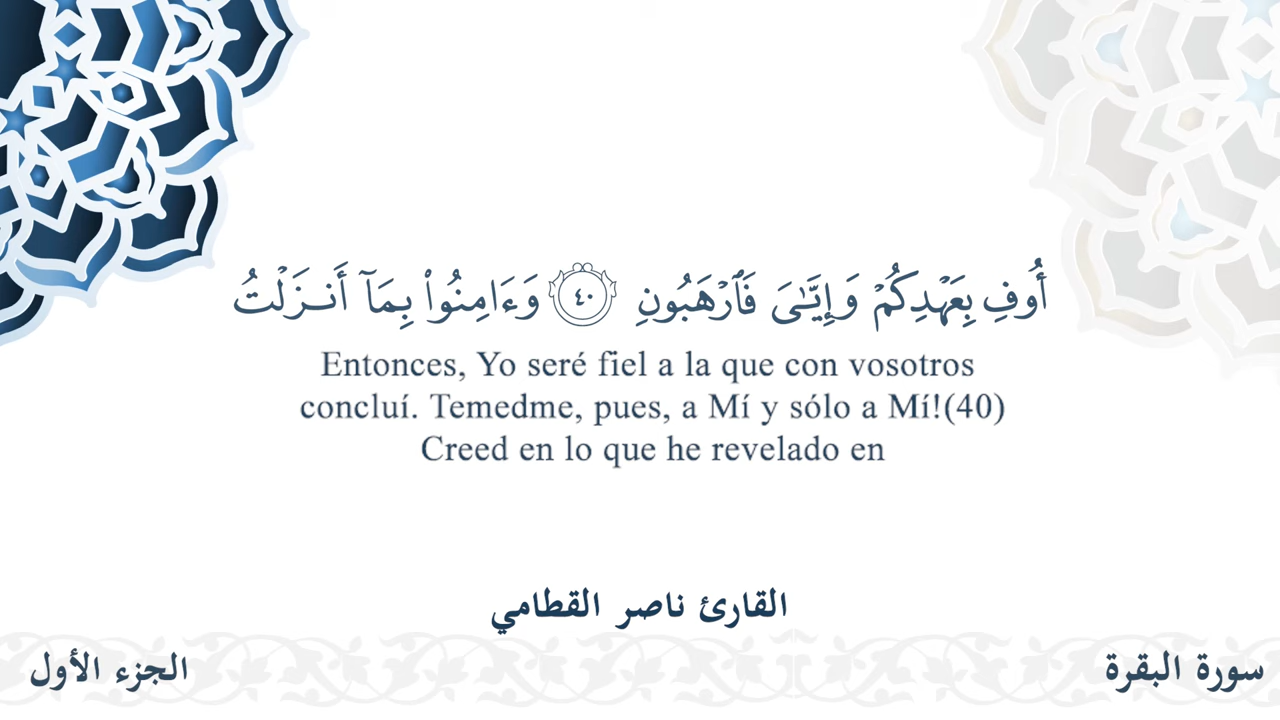 أُوفِ بِعَهْدِكُمْ وَإِيَّٰىَ فَٱرْهَبُونِ ٤٠ وَءَامِنُوا۟ بِمَآ أَنزَلْتُ
Entonces, Yo seré fiel a la que con vosotros
concluí. Temedme, pues, a Mí y sólo a Mí!(40)
Creed en lo que he revelado en
القارئ ناصر القطامي
سورة البقرة
الجزء الأول